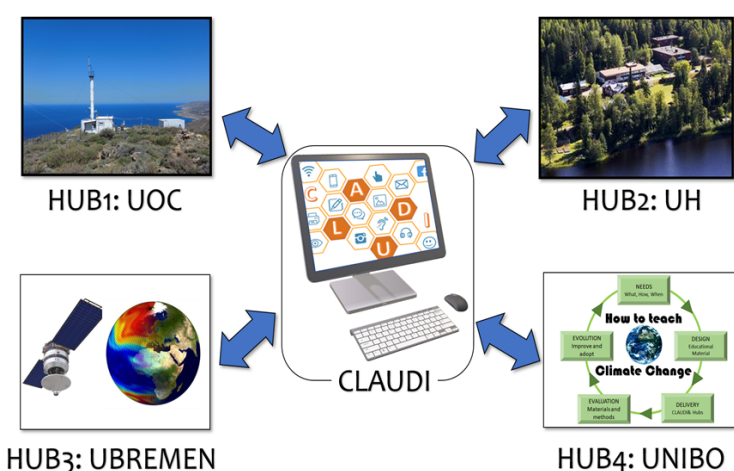 HUB1: UOC
HUB2: UH
C
A
D
L
I
U
CLAUDI
NEEDS
What, How, When
How to teach
EVOLUTION
Improve and
adopt
DESIGN
Educational
Material
Climate Change
EVALUATION
Materials and
methods
DELIVERY
CLAUDI& Hubs
HUB3: UBREMEN
HUB4: UNIBO